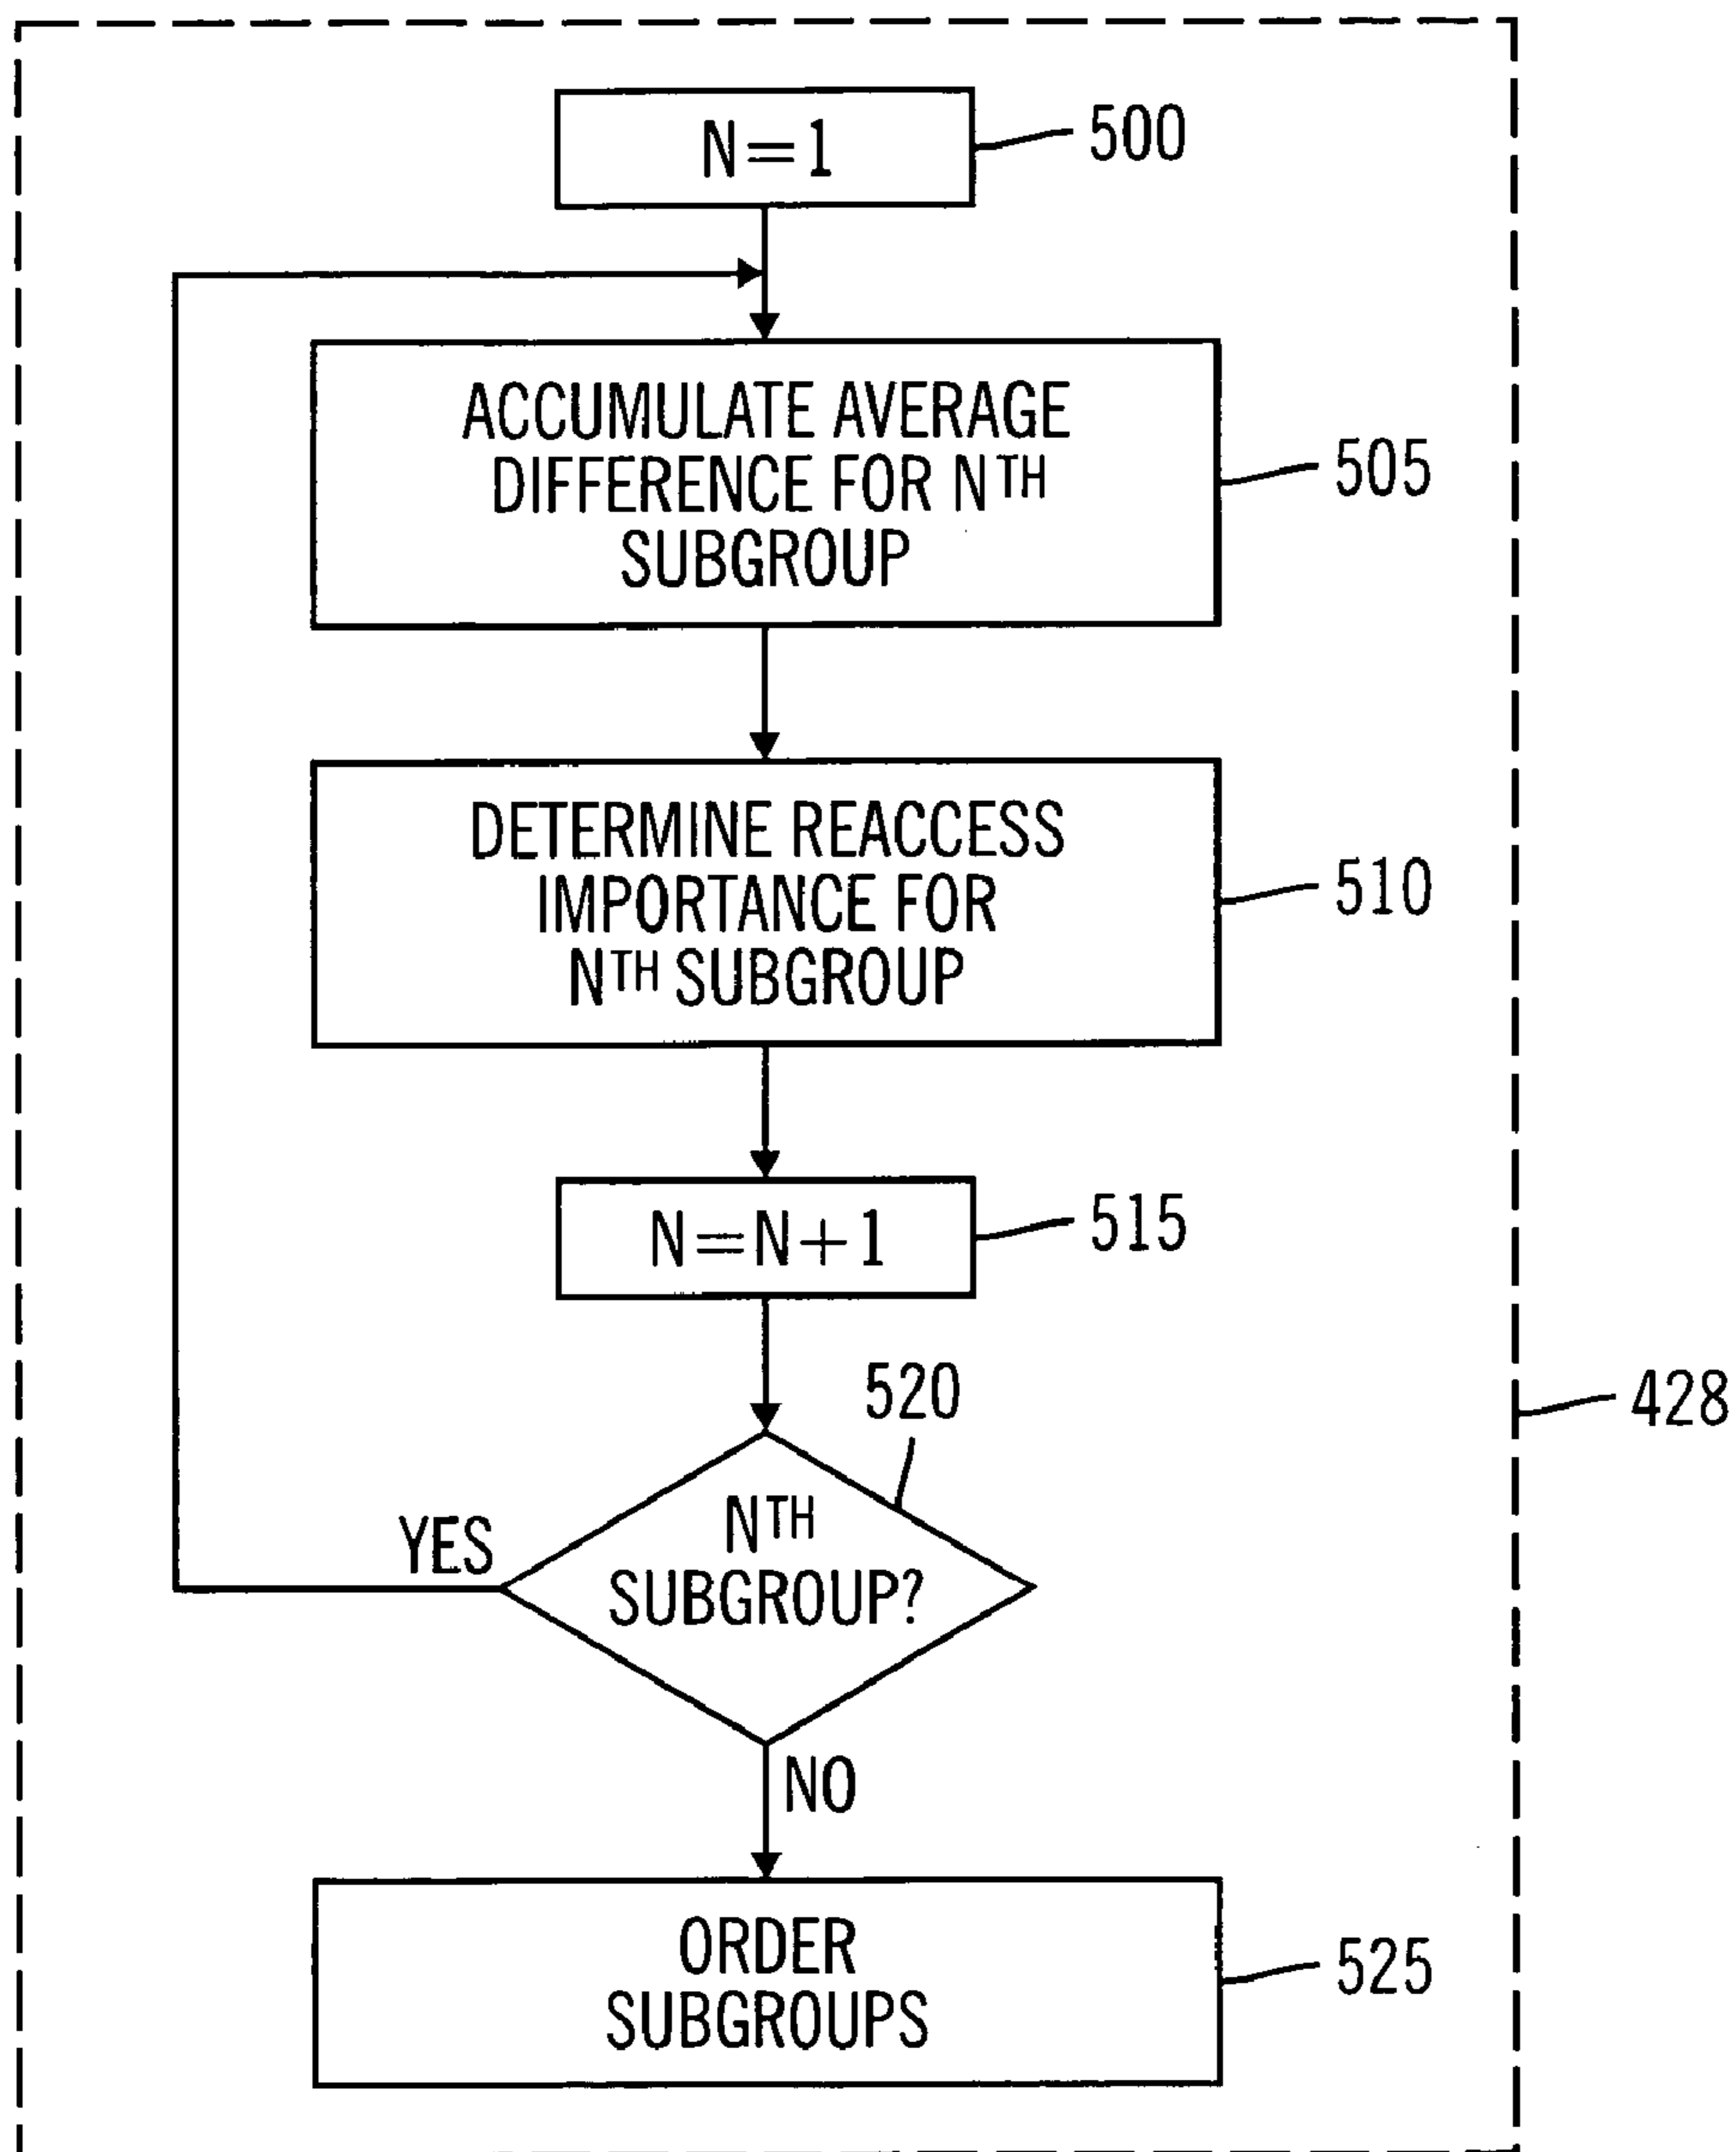 N=1
500
ACCUMULATE AVERAGE
DIFFERENCE FOR NTH
SUBGROUP
505
DETERMINE REACCESS
IMPORTANCE FOR
NTH SUBGROUP
510
N=N+1
515
520
NTH
SUBGROUP?
YES
428
NO
ORDER
SUBGROUPS
525